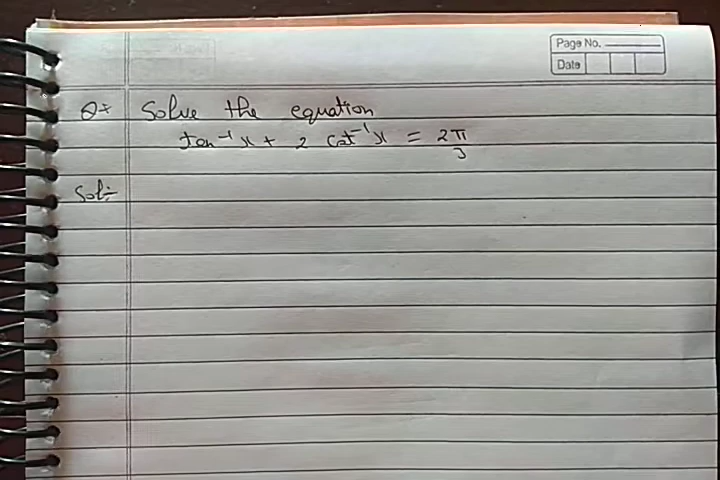 Page No.
Date
Q÷ Solve the equation
tan⁻¹x + 2 cot⁻¹x = 2π/3
Sol÷